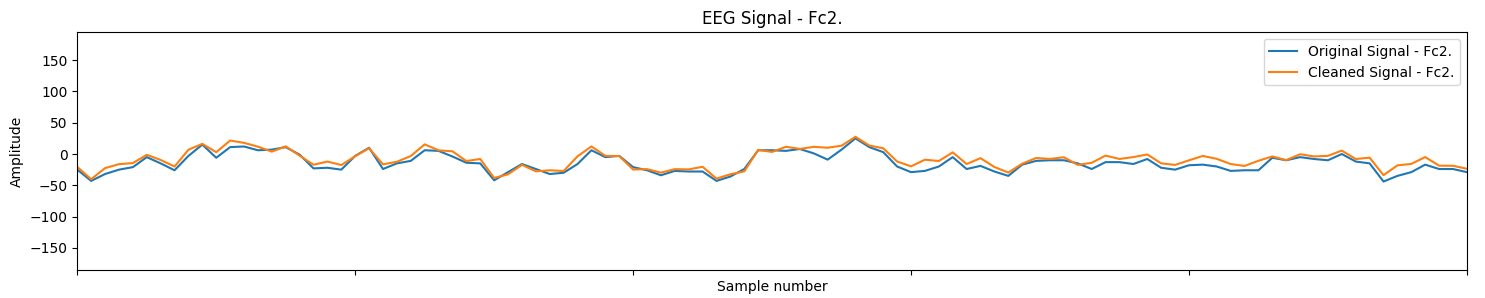 EEG Signal - Fc2.
Original Signal - Fc2.
Cleaned Signal - Fc2.
Amplitude
150
100
50
0
−50
−100
−150
Sample number